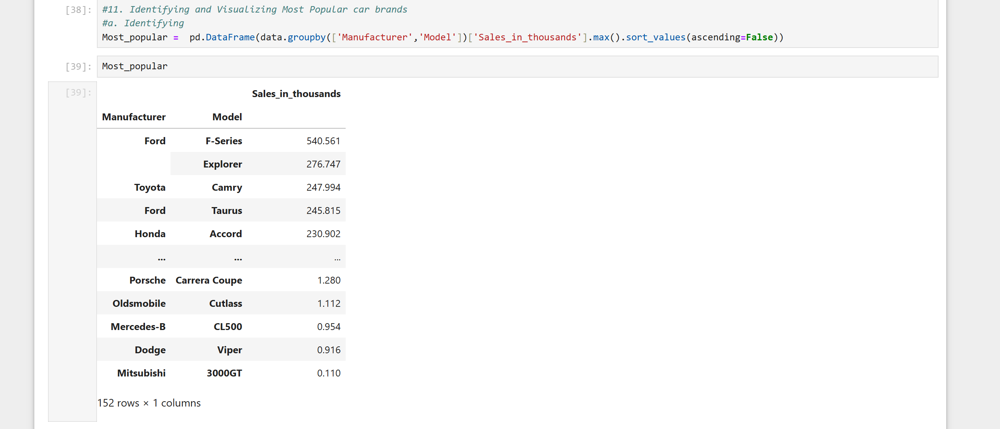 [38]: #11. Identifying and Visualizing Most Popular car brands
#a. Identifying
Most_popular =  pd.DataFrame(data.groupby(['Manufacturer','Model'])['Sales_in_thousands'].max().sort_values(ascending=False))
[39]: Most_popular
[39]: Sales_in_thousands
Manufacturer Model
Ford F-Series 540.561
Explorer 276.747
Toyota Camry 247.994
Ford Taurus 245.815
Honda Accord 230.902
... ... ...
Porsche Carrera Coupe 1.280
Oldsmobile Cutlass 1.112
Mercedes-B CL500 0.954
Dodge Viper 0.916
Mitsubishi 3000GT 0.110
152 rows × 1 columns